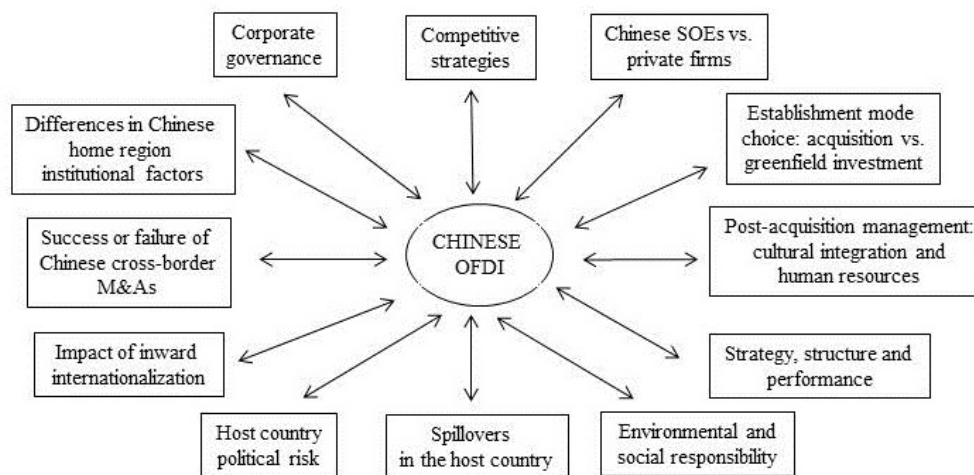 Corporate
governance
Competitive
strategies
Chinese SOEs vs.
private firms
Differences in Chinese
home region
institutional factors
Establishment mode
choice: acquisition vs.
greenfield investment
Success or failure of
Chinese cross-border
M&As
CHINESE
OFDI
Post-acquisition management:
cultural integration and
human resources
Impact of inward
internationalization
Strategy, structure and
performance
Host country
political risk
Spillovers
in the host country
Environmental and
social responsibility